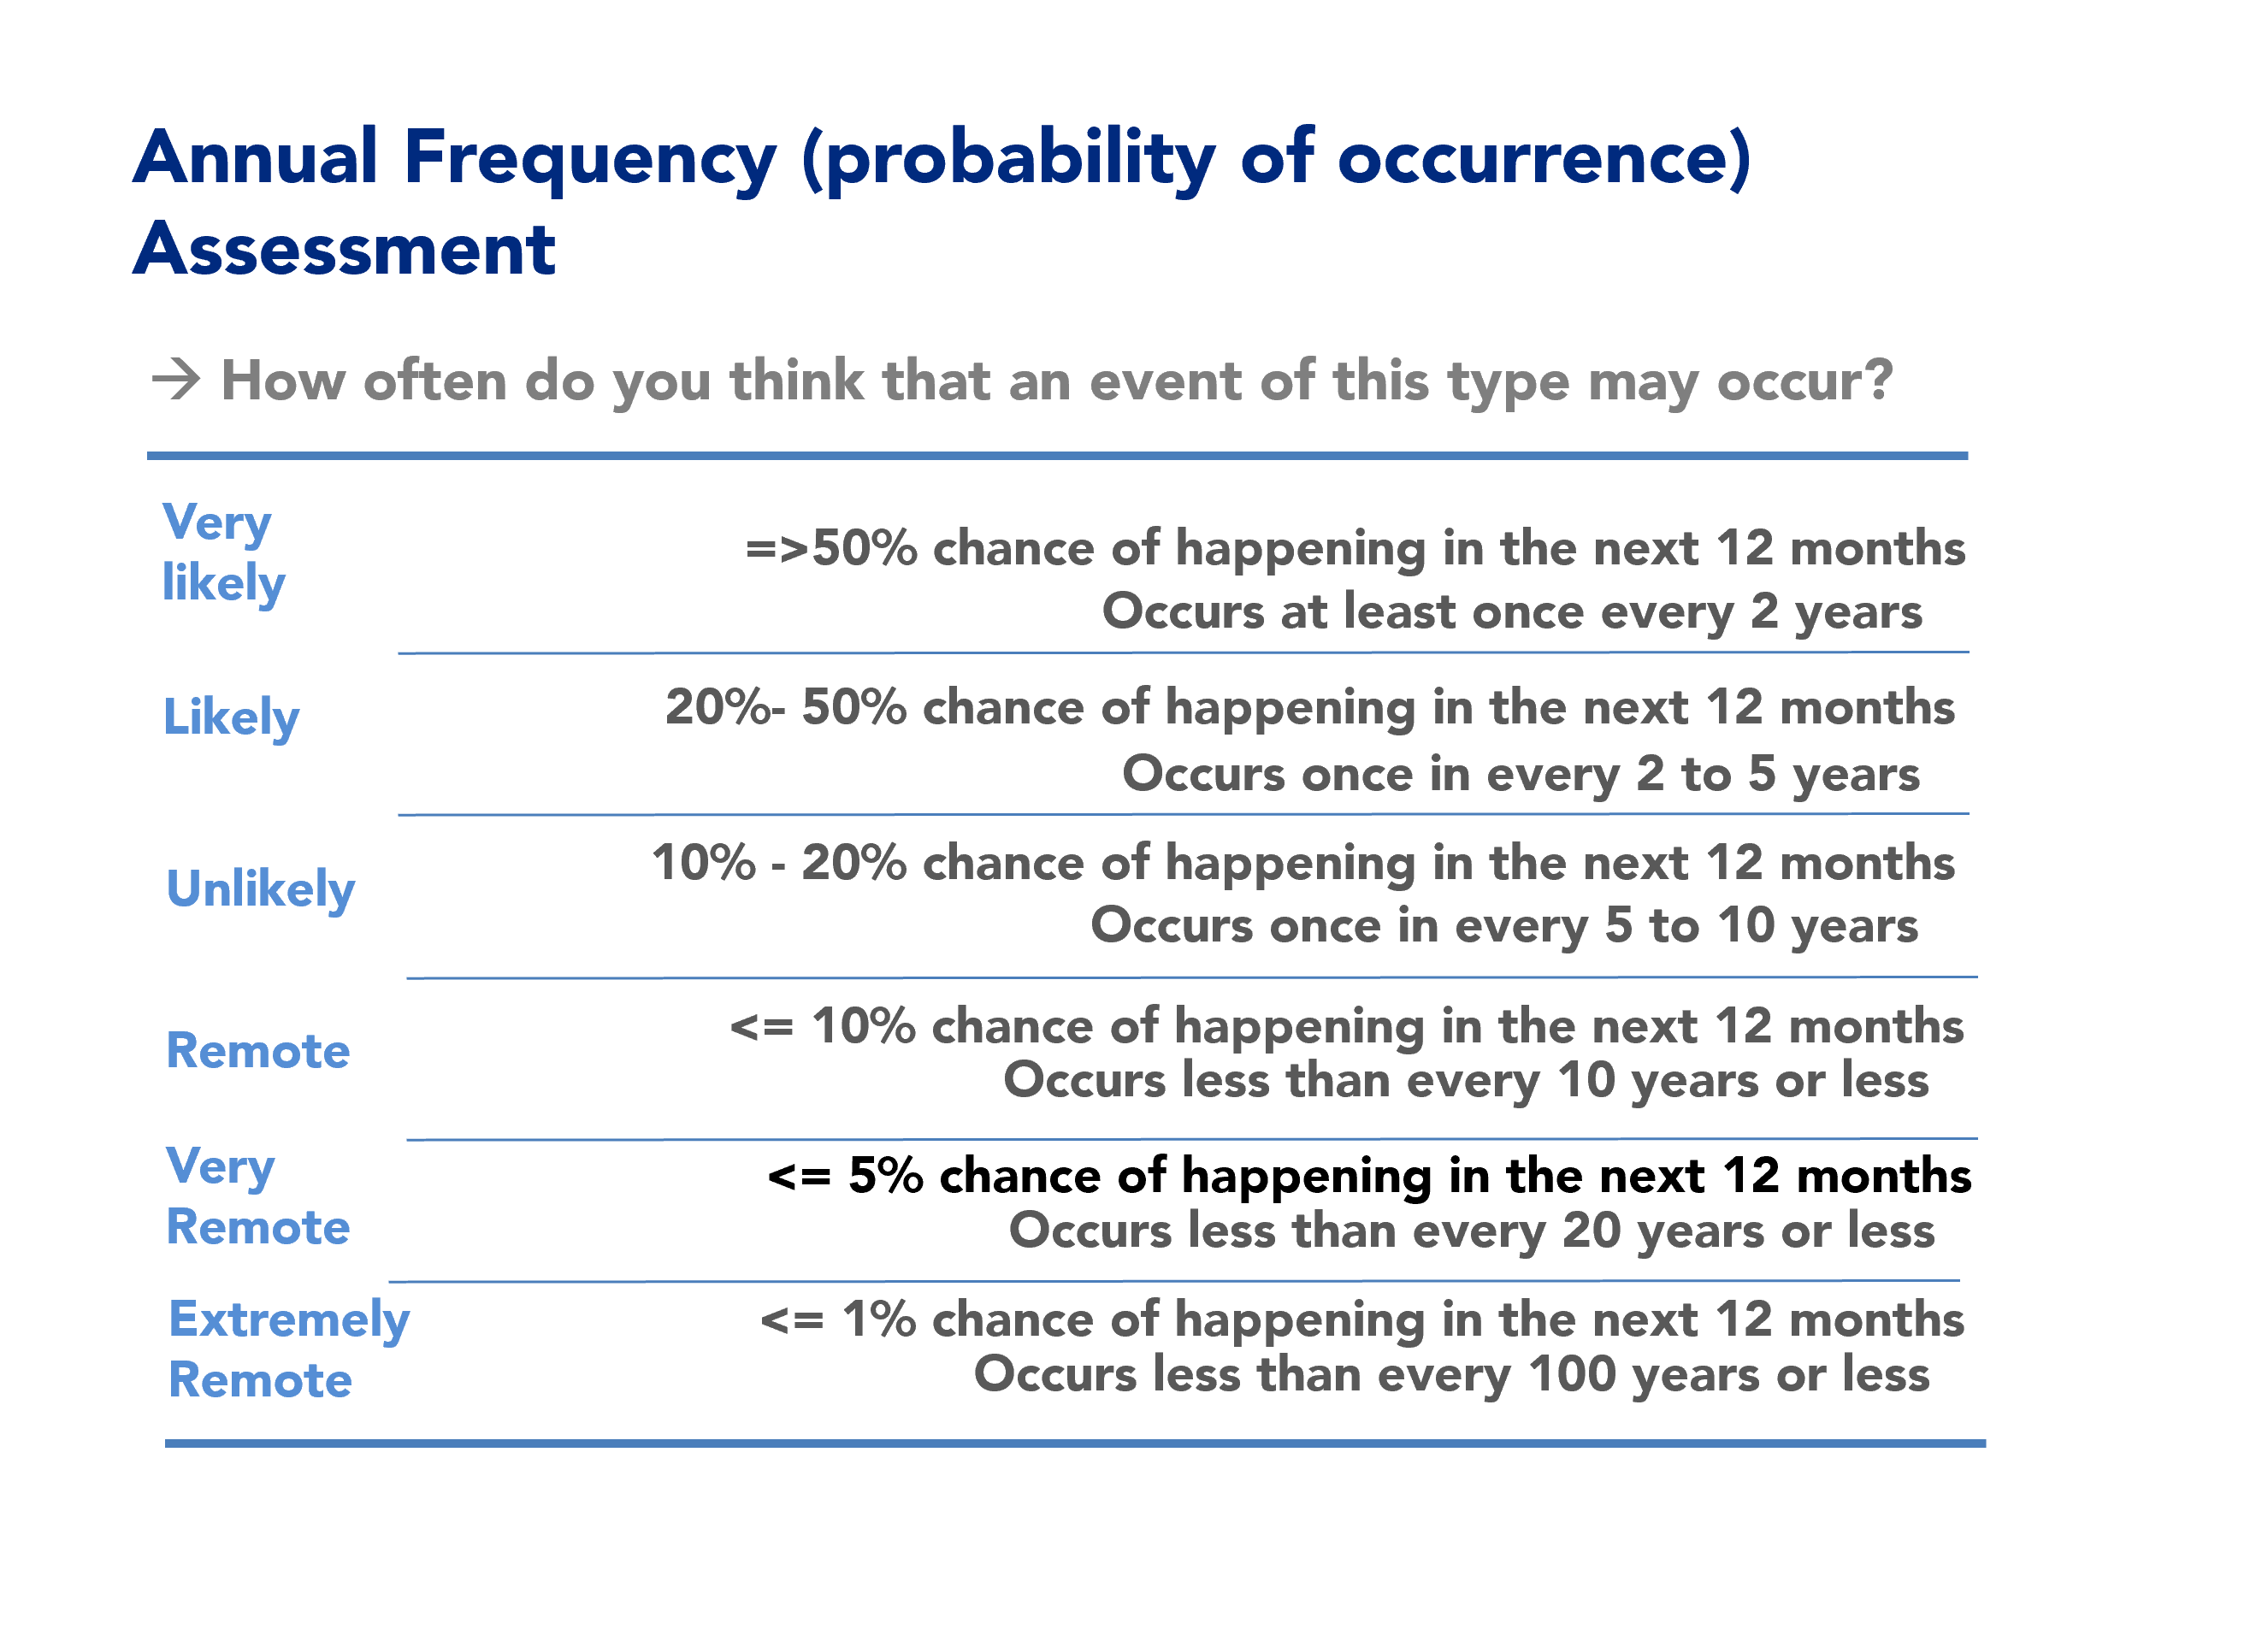 Annual Frequency (probability of occurrence)
Assessment
→ How often do you think that an event of this type may occur?
Very
likely
=>50% chance of happening in the next 12 months
Occurs at least once every 2 years
Likely
20%- 50% chance of happening in the next 12 months
Occurs once in every 2 to 5 years
Unlikely
10% - 20% chance of happening in the next 12 months
Occurs once in every 5 to 10 years
Remote
<= 10% chance of happening in the next 12 months
Occurs less than every 10 years or less
Very
Remote
<= 5% chance of happening in the next 12 months
Occurs less than every 20 years or less
Extremely
Remote
<= 1% chance of happening in the next 12 months
Occurs less than every 100 years or less